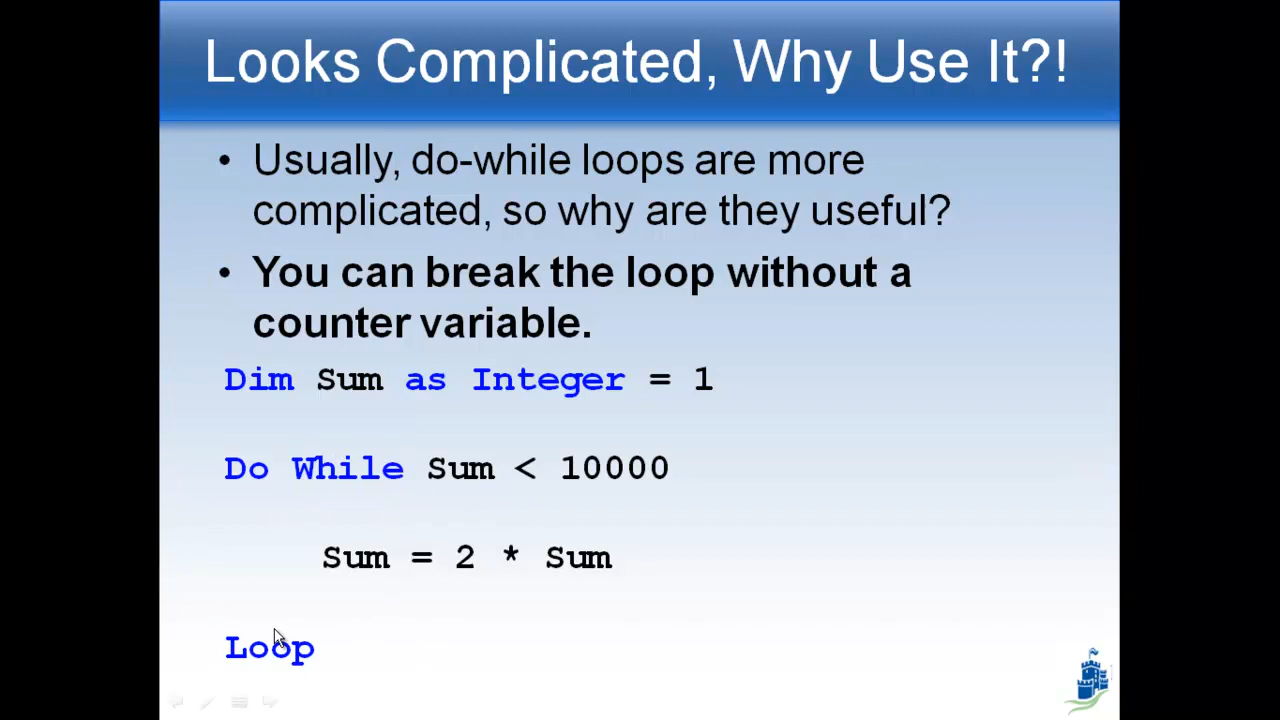 Looks Complicated, Why Use It?!
• Usually, do-while loops are more
complicated, so why are they useful?
• You can break the loop without a
counter variable.
Dim Sum as Integer = 1
Do While Sum < 10000
Sum = 2 * Sum
Loop